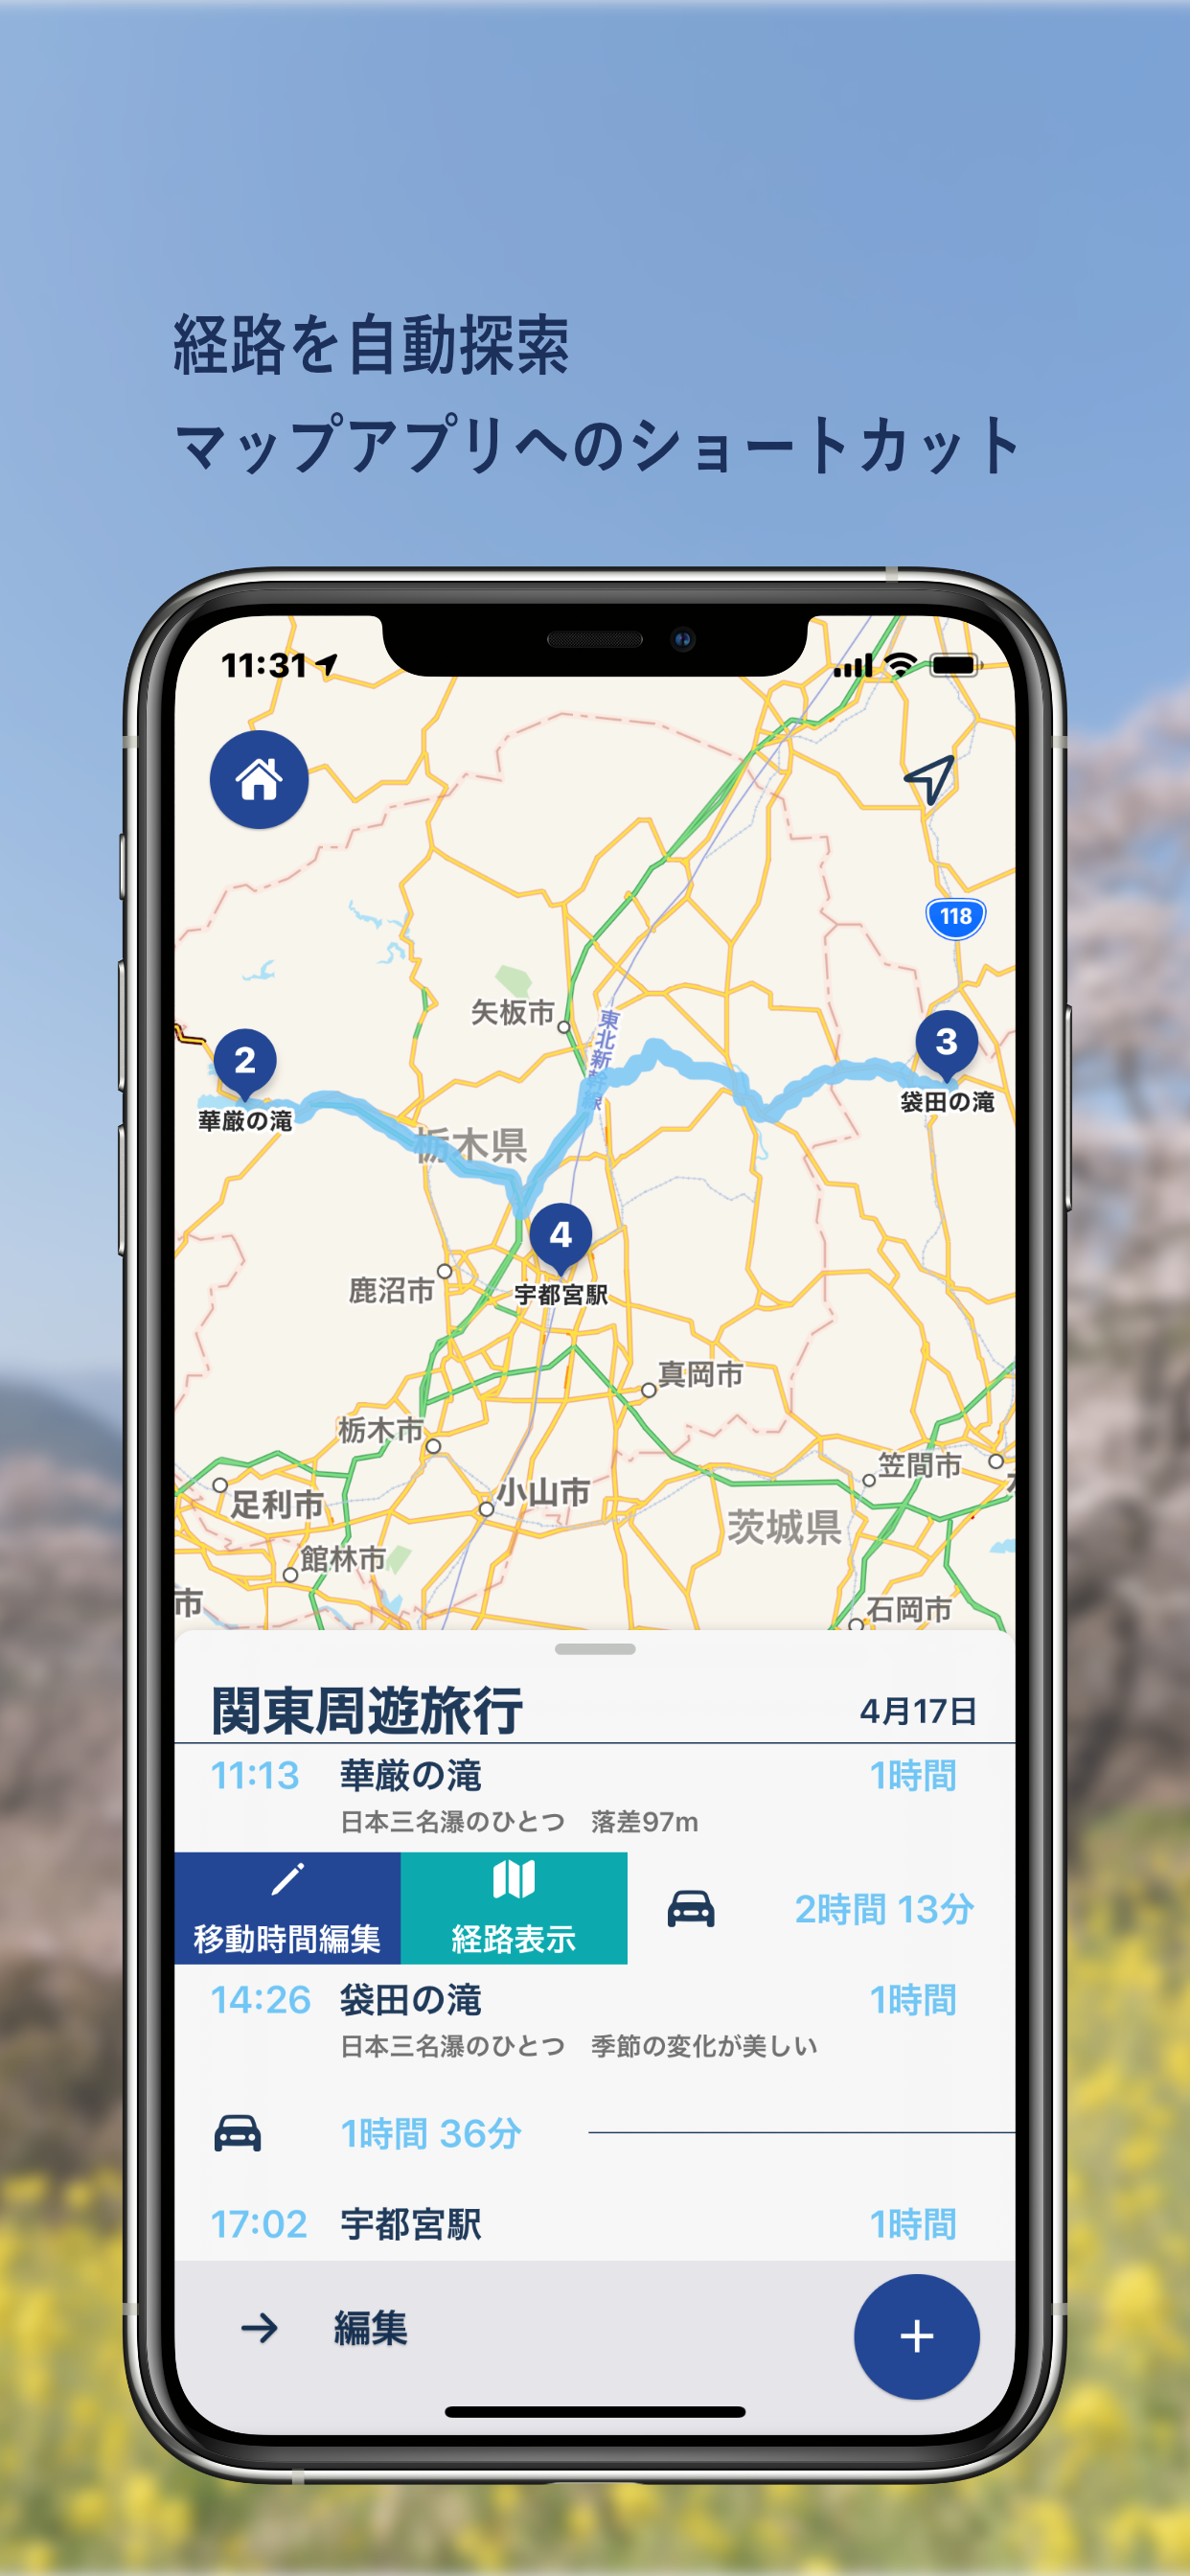 経路を自動探索
マップアプリへのショートカット
11:31
118
矢板市
東北新幹線
2
3
華厳の滝
袋田の滝
栃木県
4
宇都宮駅
鹿沼市
真岡市
栃木市
笠間市
足利市
小山市
茨城県
館林市
市
石岡市
関東周遊旅行
4月17日
11:13 華厳の滝 1時間
日本三名瀑のひとつ 落差97m
移動時間編集 経路表示 2時間 13分
14:26 袋田の滝 1時間
日本三名瀑のひとつ 季節の変化が美しい
1時間 36分
17:02 宇都宮駅 1時間
→ 編集
+